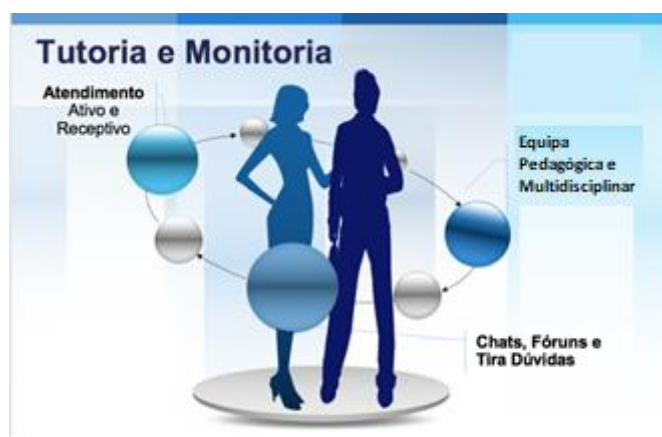 Tutoria e Monitoria
Atendimento
Ativo e
Receptivo
Equipa
Pedagógica e
Multidisciplinar
Chats, Fóruns e
Tira Dúvidas